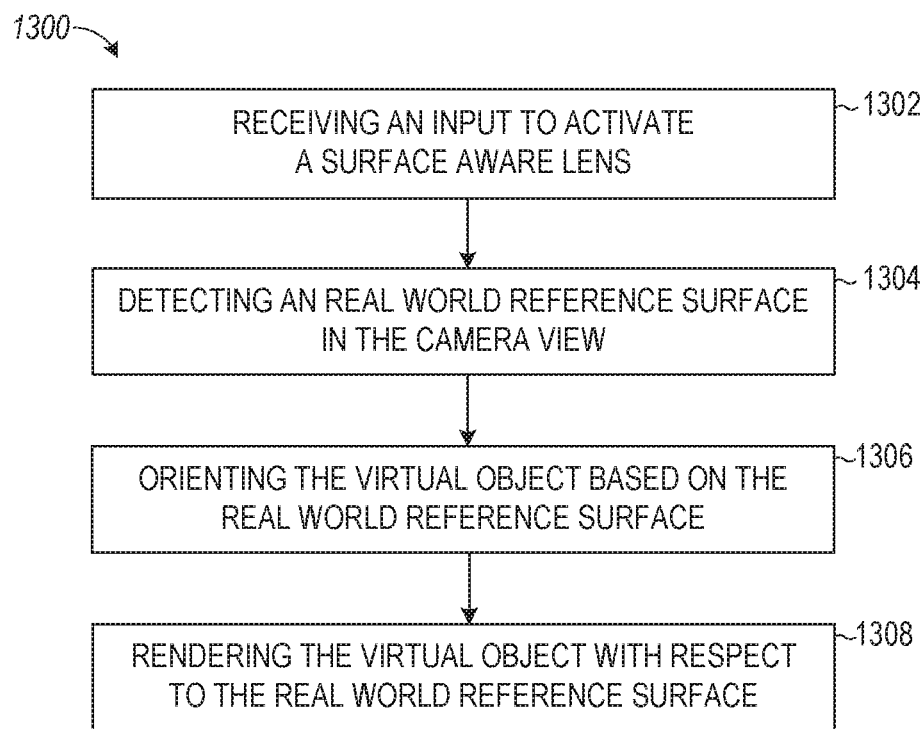 1300
RECEIVING AN INPUT TO ACTIVATE
A SURFACE AWARE LENS
1302
DETECTING AN REAL WORLD REFERENCE SURFACE
IN THE CAMERA VIEW
1304
ORIENTING THE VIRTUAL OBJECT BASED ON THE
REAL WORLD REFERENCE SURFACE
1306
RENDERING THE VIRTUAL OBJECT WITH RESPECT
TO THE REAL WORLD REFERENCE SURFACE
1308